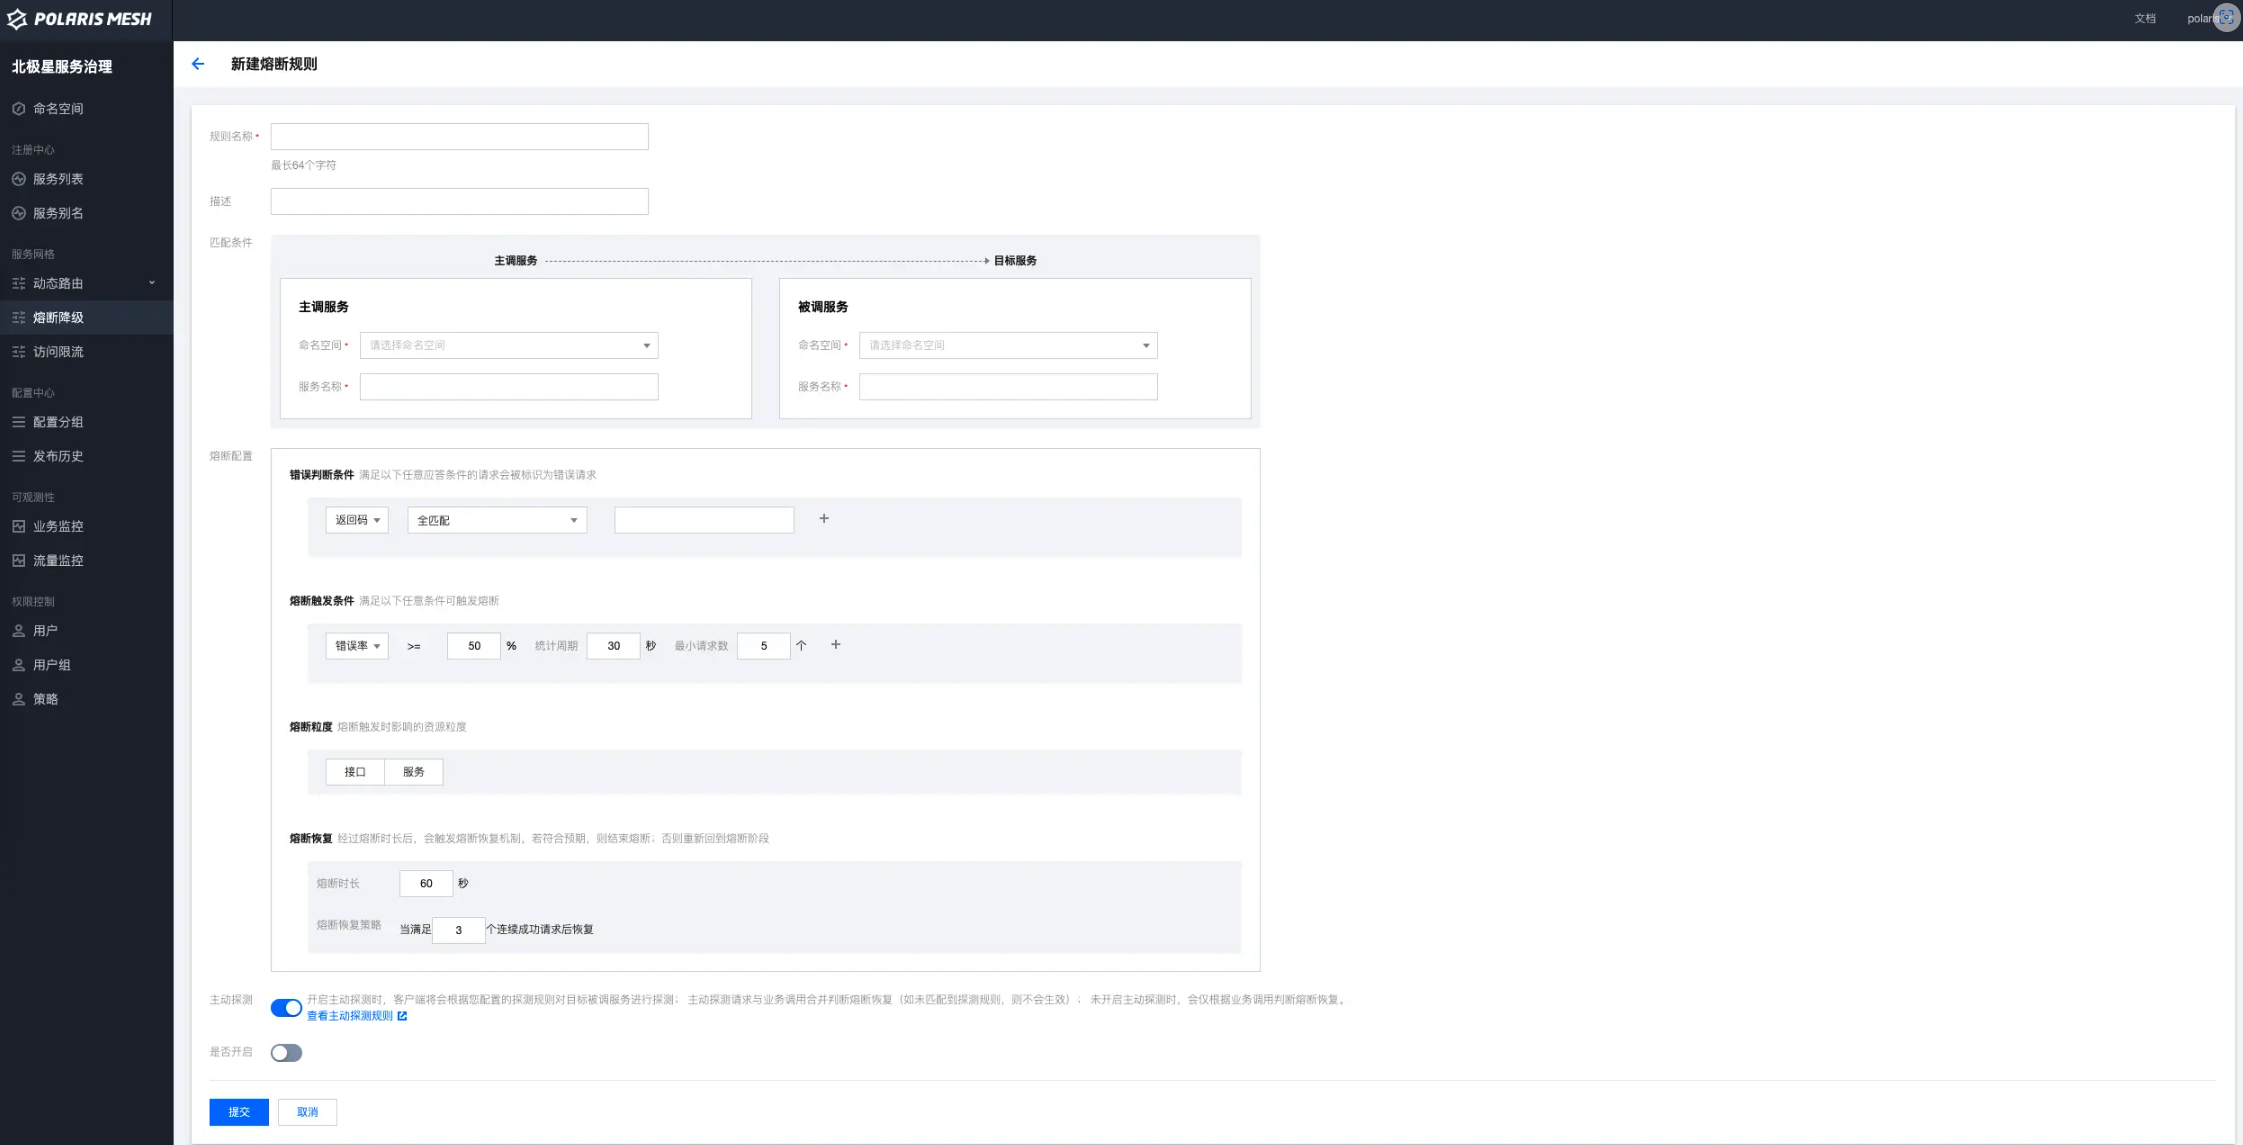 POLARIS MESH
文档
polaris
北极星服务治理
命名空间
注册中心
服务列表
服务别名
服务网格
动态路由
熔断降级
访问限流
配置中心
配置分组
发布历史
可观测性
业务监控
流量监控
权限控制
用户
用户组
策略
新建熔断规则
规则名称 *
最长64个字符
描述
匹配条件
主调服务 目标服务
主调服务
命名空间 * 请选择命名空间
服务名称 *
被调服务
命名空间 * 请选择命名空间
服务名称 *
熔断配置
错误判断条件 满足以下任意应答条件的请求会被标识为错误请求
返回码 全匹配 +
熔断触发条件 满足以下任意条件可触发熔断
错误率 >= 50 % 统计周期 30 秒 最小请求数 5 个 +
熔断粒度 熔断触发时影响的资源粒度
接口 服务
熔断恢复 经过熔断时长后，会触发熔断恢复机制，若符合预期，则结束熔断；否则重新回到熔断阶段
熔断时长 60 秒
熔断恢复策略 当满足 3 个连续成功请求后恢复
主动探测 开启主动探测时，客户端将会根据您配置的探测规则对目标被调服务进行探测； 主动探测请求与业务调用合并判断熔断恢复（如未匹配到探测规则，则不会生效）； 未开启主动探测时，会仅根据业务调用判断熔断恢复。
查看主动探测规则
是否开启
提交 取消